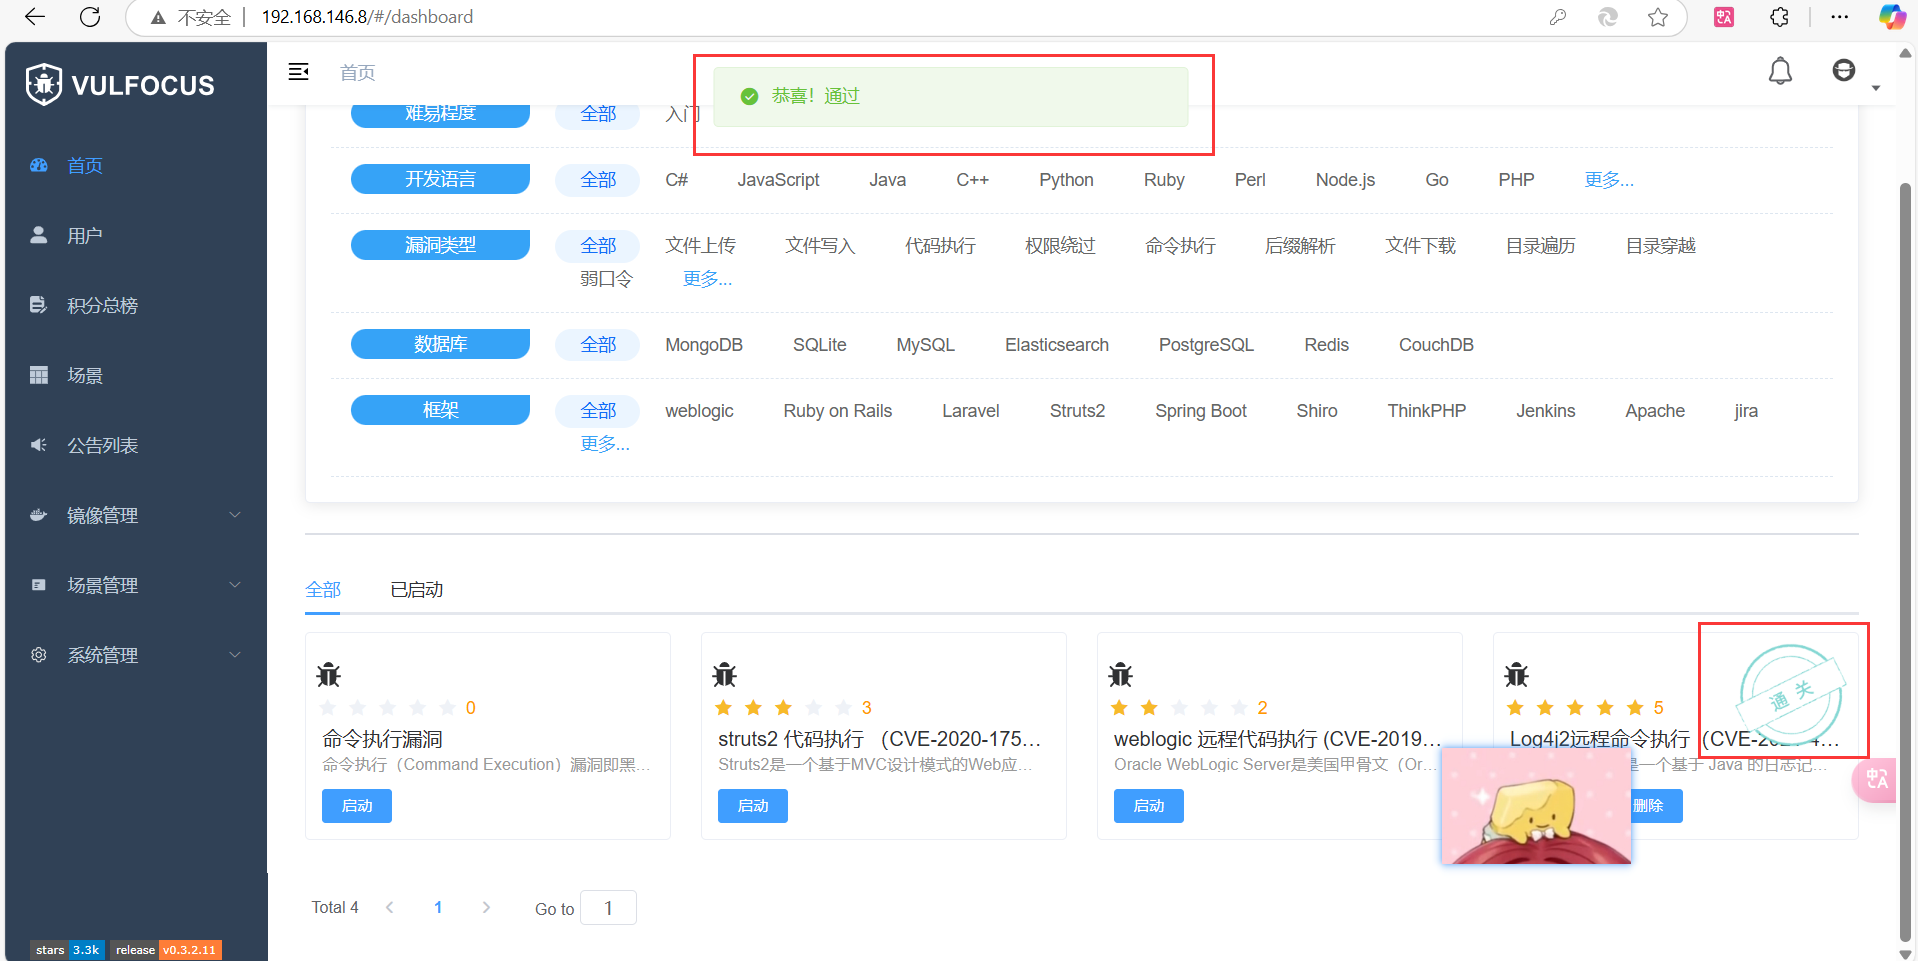 不安全 192.168.146.8/#/dashboard
VULFOCUS
首页
恭喜！通过
首页
用户
积分总榜
场景
公告列表
镜像管理
场景管理
系统管理
stars 3.3k release v0.3.2.11
难易程度 全部 入门
开发语言 全部 C# JavaScript Java C++ Python Ruby Perl Node.js Go PHP 更多...
漏洞类型 全部 文件上传 文件写入 代码执行 权限绕过 命令执行 后缀解析 文件下载 目录遍历 目录穿越
弱口令 更多...
数据库 全部 MongoDB SQLite MySQL Elasticsearch PostgreSQL Redis CouchDB
框架 全部 weblogic Ruby on Rails Laravel Struts2 Spring Boot Shiro ThinkPHP Jenkins Apache jira
更多...
全部 已启动
0
命令执行漏洞
命令执行（Command Execution）漏洞即黑...
启动
3
struts2 代码执行 （CVE-2020-175...
Struts2是一个基于MVC设计模式的Web应...
启动
2
weblogic 远程代码执行 (CVE-2019...
Oracle WebLogic Server是美国甲骨文（Or...
启动
5
通关
Log4j2远程命令执行（CVE-2021-4...
是一个基于 Java 的日志记...
删除
Total 4 1 Go to 1